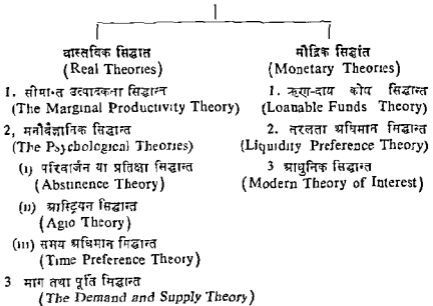 वास्तविक सिद्धांत
(Real Theories)
1. सीमान्त उत्पादकता सिद्धान्त
(The Marginal Productivity Theory)
2, मनोवैज्ञानिक सिद्धान्त
(The Psychological Theories)
(i) परिवार्जन या प्रतिक्षा सिद्धान्त
(Abstinence Theory)
(ii) आस्ट्रियन सिद्धान्त
(Agio Theory)
(iii) समय अधिमान सिद्धान्त
(Time Preference Theory)
3 माग तथा पूर्ति सिद्धान्त
(The Demand and Supply Theory)
मौद्रिक सिद्धांत
(Monetary Theories)
1. ऋण-दाय कोष सिद्धान्त
(Loanable Funds Theory)
2. तरलता अधिमान सिद्धान्त
(Liquidity Preference Theory)
3 आधुनिक सिद्धान्त
(Modern Theory of Interest)